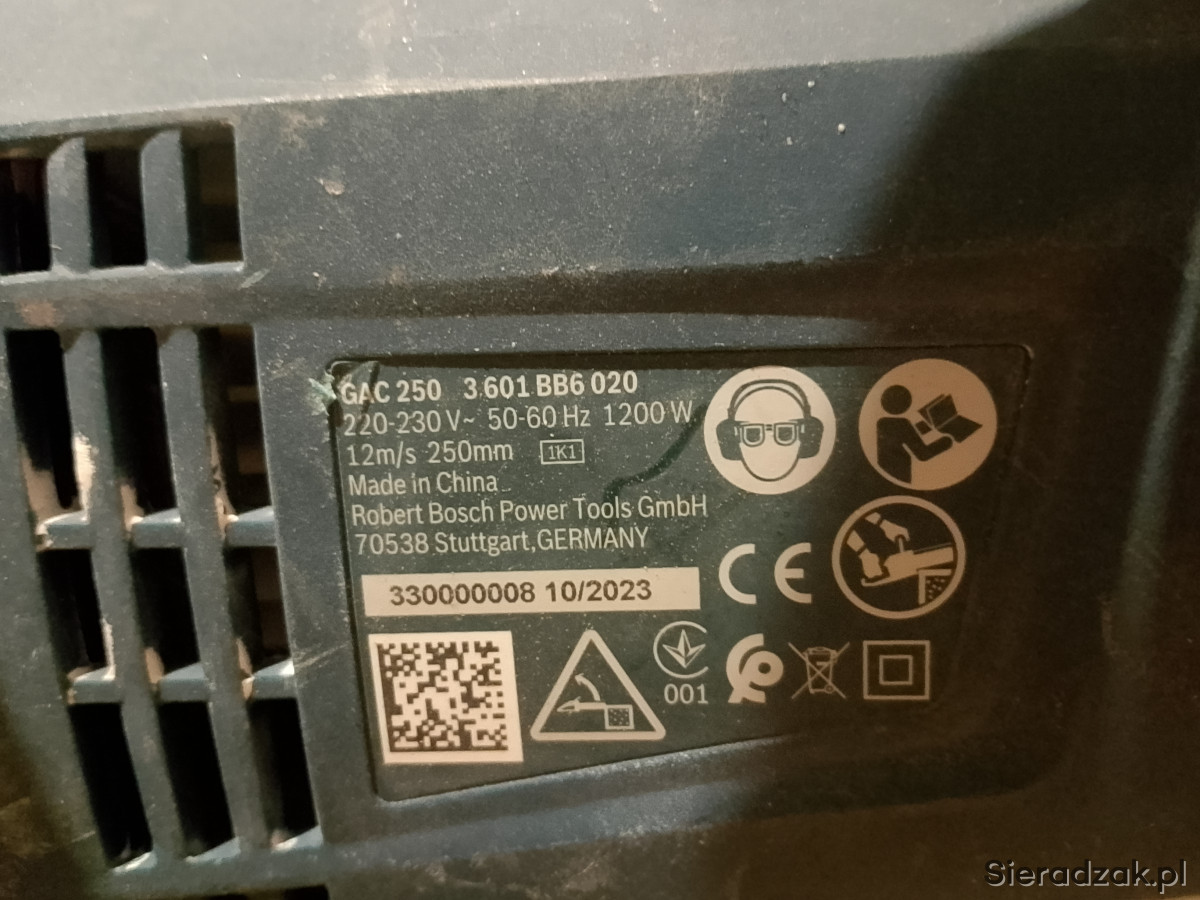 GAC 250 3 601 BB6 020
220-230 V~ 50-60 Hz 1200 W
12m/s 250mm 1K1
Made in China
Robert Bosch Power Tools GmbH
70538 Stuttgart, GERMANY
330000008 10/2023
CE
001
Sieradzak.pl